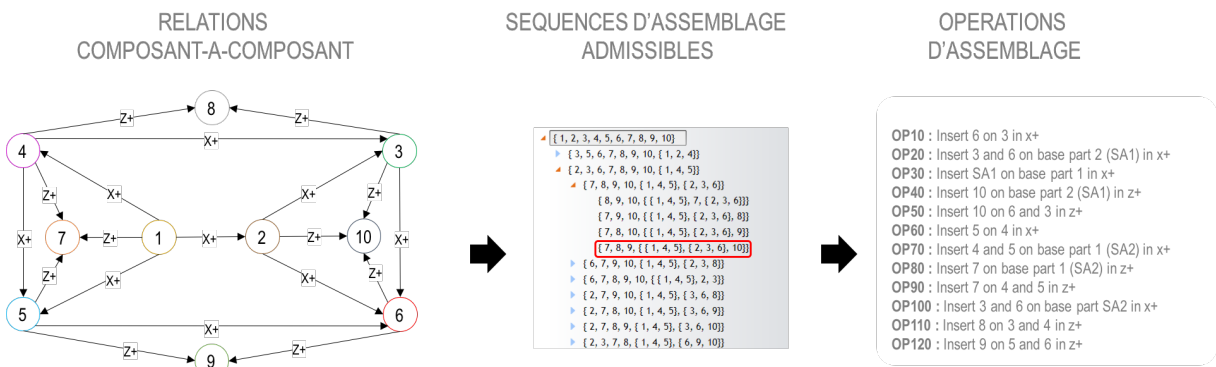 RELATIONS
COMPOSANT-A-COMPOSANT
SEQUENCES D'ASSEMBLAGE
ADMISSIBLES
OPERATIONS
D'ASSEMBLAGE
8
Z+
Z+
X+
4
3
Z+
X+
X+
Z+
X+
7
Z+
1
X+
2
Z+
10
X+
Z+
X+
X+
Z+
5
6
X+
Z+
Z+
9
{ 1, 2, 3, 4, 5, 6, 7, 8, 9, 10}
{ 3, 5, 6, 7, 8, 9, 10, { 1, 2, 4}}
{ 2, 3, 6, 7, 8, 9, 10, { 1, 4, 5}}
{ 7, 8, 9, 10, { 1, 4, 5}, { 2, 3, 6}}
{ 8, 9, 10, { { 1, 4, 5}, 7, { 2, 3, 6}}}
{ 7, 9, 10, { { 1, 4, 5}, { 2, 3, 6}, 8}}
{ 7, 8, 10, { { 1, 4, 5}, { 2, 3, 6}, 9}}
{ 7, 8, 9, { { 1, 4, 5}, { 2, 3, 6}, 10}}
{ 6, 7, 9, 10, { 1, 4, 5}, { 2, 3, 8}}
{ 6, 7, 8, 9, 10, { { 1, 4, 5}, 2, 3}}
{ 2, 7, 9, 10, { 1, 4, 5}, { 3, 6, 8}}
{ 2, 7, 8, 10, { 1, 4, 5}, { 3, 6, 9}}
{ 2, 7, 8, 9, { 1, 4, 5}, { 3, 6, 10}}
{ 2, 3, 7, 8, { 1, 4, 5}, { 6, 9, 10}}
OP10 : Insert 6 on 3 in x+
OP20 : Insert 3 and 6 on base part 2 (SA1) in x+
OP30 : Insert SA1 on base part 1 in x+
OP40 : Insert 10 on base part 2 (SA1) in z+
OP50 : Insert 10 on 6 and 3 in z+
OP60 : Insert 5 on 4 in x+
OP70 : Insert 4 and 5 on base part 1 (SA2) in x+
OP80 : Insert 7 on base part 1 (SA2) in z+
OP90 : Insert 7 on 4 and 5 in z+
OP100 : Insert 3 and 6 on base part SA2 in x+
OP110 : Insert 8 on 3 and 4 in z+
OP120 : Insert 9 on 5 and 6 in z+